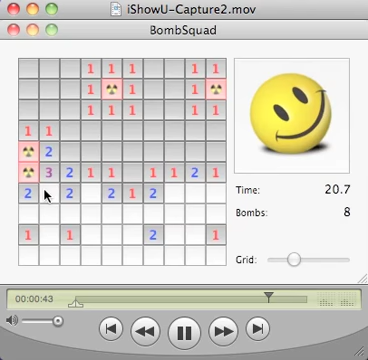 iShowU-Capture2.mov
BombSquad
1 1 1 1 1
1 1 1
1 1 1 1 1
1 1
2
3 2 1 1 1 1 2 1
2 2 2 1 2
1 1 2 1
Time: 20.7
Bombs: 8
Grid:
00:00:43